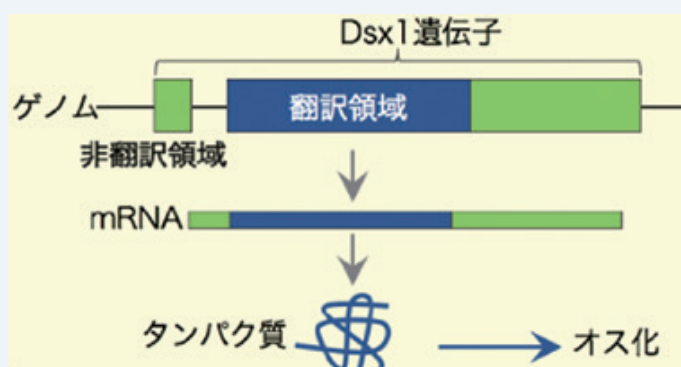 Dsx1遺伝子
ゲノム
翻訳領域
非翻訳領域
mRNA
タンパク質
オス化